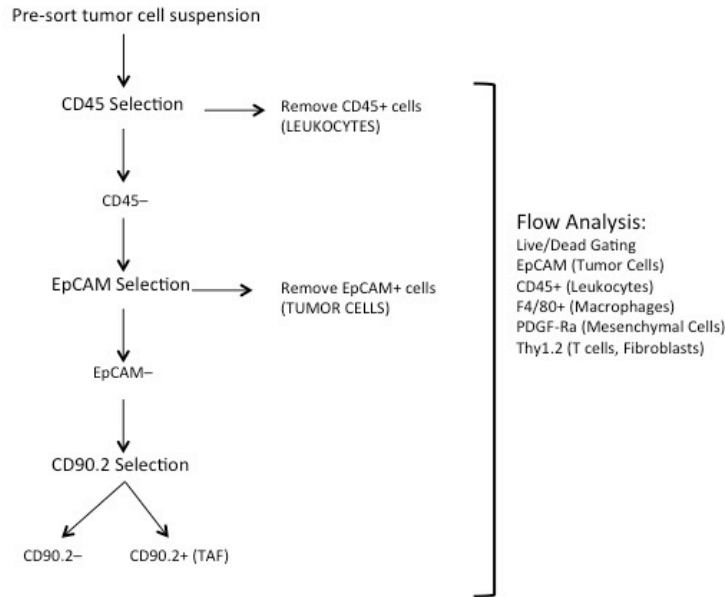 Pre-sort tumor cell suspension
CD45 Selection
Remove CD45+ cells
(LEUKOCYTES)
CD45–
EpCAM Selection
Remove EpCAM+ cells
(TUMOR CELLS)
EpCAM–
CD90.2 Selection
CD90.2–
CD90.2+ (TAF)
Flow Analysis:
Live/Dead Gating
EpCAM (Tumor Cells)
CD45+ (Leukocytes)
F4/80+ (Macrophages)
PDGF-Ra (Mesenchymal Cells)
Thy1.2 (T cells, Fibroblasts)